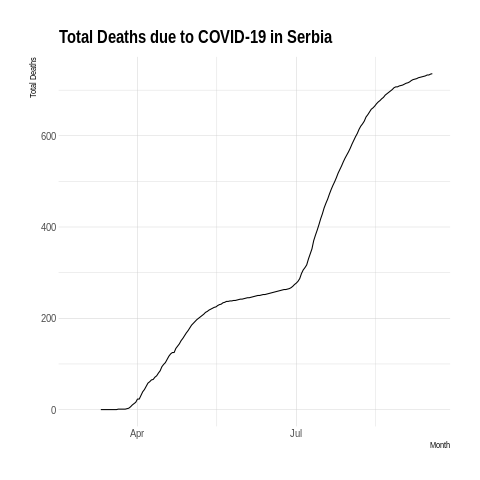 Total Deaths due to COVID-19 in Serbia
Total Deaths
600
400
200
0
Apr Jul
Month